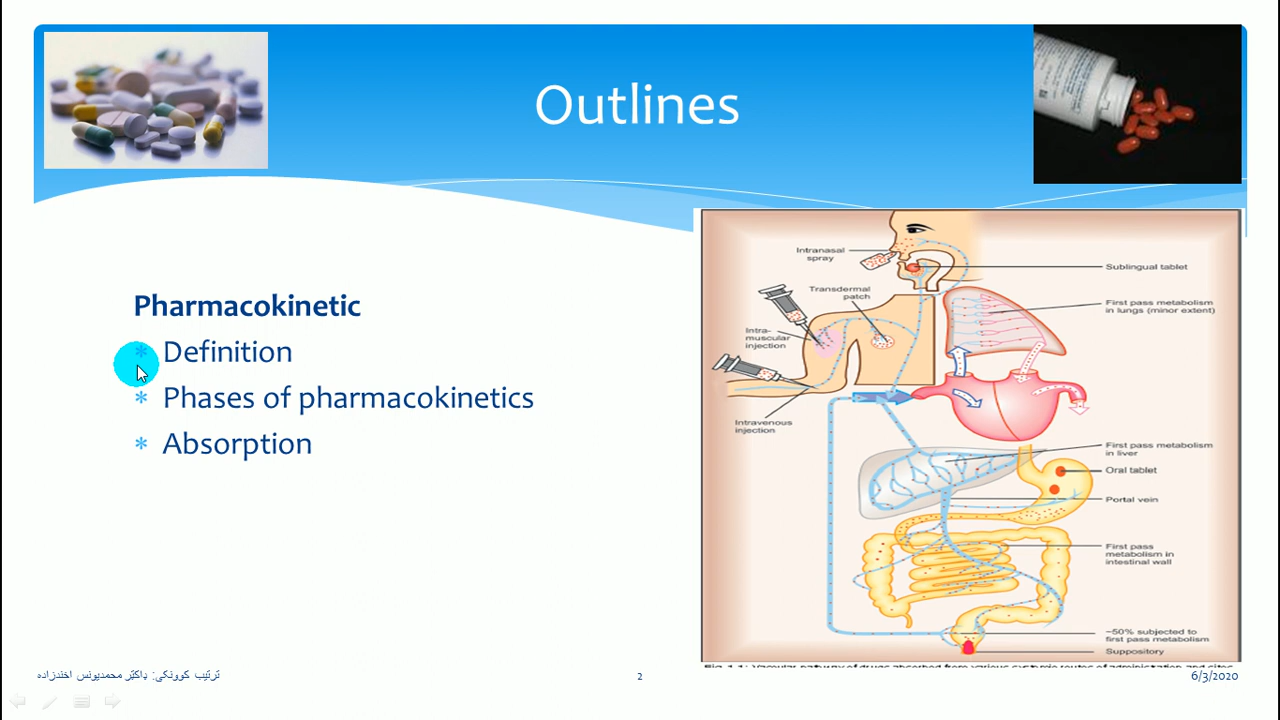 Outlines
Pharmacokinetic
Definition
Phases of pharmacokinetics
Absorption
Intranasal
spray
Sublingual tablet
Transdermal
patch
First pass metabolism
in lungs (minor extent)
Intra-
muscular
injection
Intravenous
injection
First pass metabolism
in liver
Oral tablet
Portal vein
First pass
metabolism in
intestinal wall
~50% subjected to
first pass metabolism
Suppository
ترتیب کوونکی: ډاکټر محمدیونس اخندزاده
2
6/3/2020